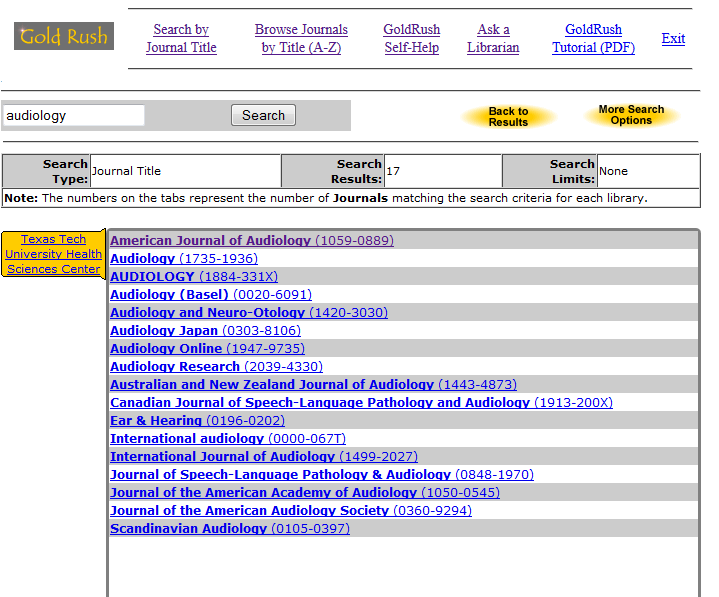 Gold Rush
Search by
Journal Title
Browse Journals
by Title (A-Z)
GoldRush
Self-Help
Ask a
Librarian
GoldRush
Tutorial (PDF)
Exit
audiology
Search
Back to
Results
More Search
Options
Search
Type:
Journal Title
Search
Results:
17
Search
Limits:
None
Note: The numbers on the tabs represent the number of Journals matching the search criteria for each library.
Texas Tech
University Health
Sciences Center
American Journal of Audiology (1059-0889)
Audiology (1735-1936)
AUDIOLOGY (1884-331X)
Audiology (Basel) (0020-6091)
Audiology and Neuro-Otology (1420-3030)
Audiology Japan (0303-8106)
Audiology Online (1947-9735)
Audiology Research (2039-4330)
Australian and New Zealand Journal of Audiology (1443-4873)
Canadian Journal of Speech-Language Pathology and Audiology (1913-200X)
Ear & Hearing (0196-0202)
International audiology (0000-067T)
International Journal of Audiology (1499-2027)
Journal of Speech-Language Pathology & Audiology (0848-1970)
Journal of the American Academy of Audiology (1050-0545)
Journal of the American Audiology Society (0360-9294)
Scandinavian Audiology (0105-0397)